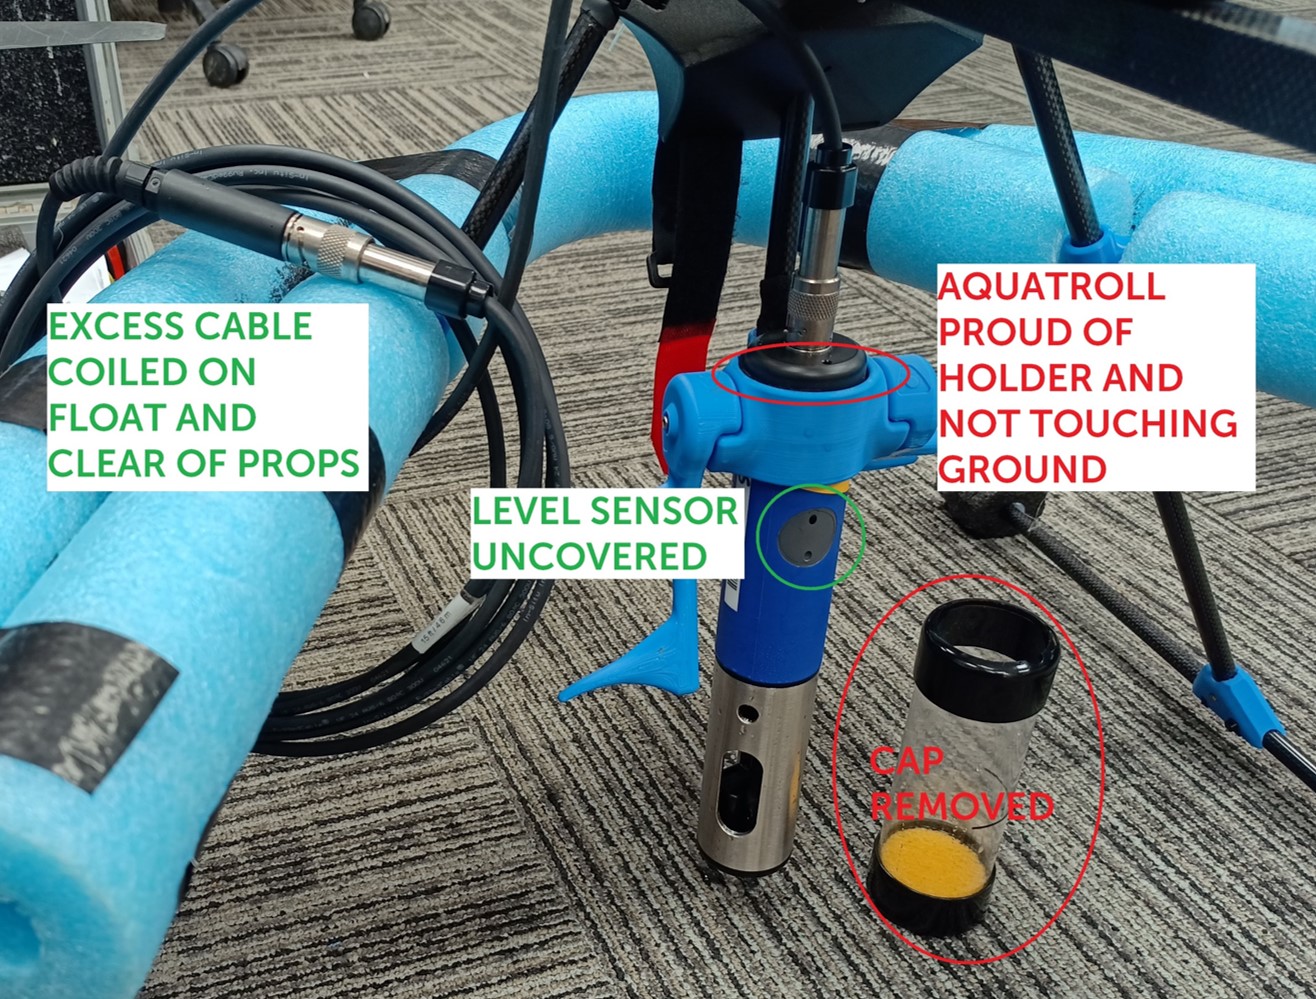 EXCESS CABLE
COILED ON
FLOAT AND
CLEAR OF PROPS
LEVEL SENSOR
UNCOVERED
AQUATROLL
PROUD OF
HOLDER AND
NOT TOUCHING
GROUND
CAP
REMOVED